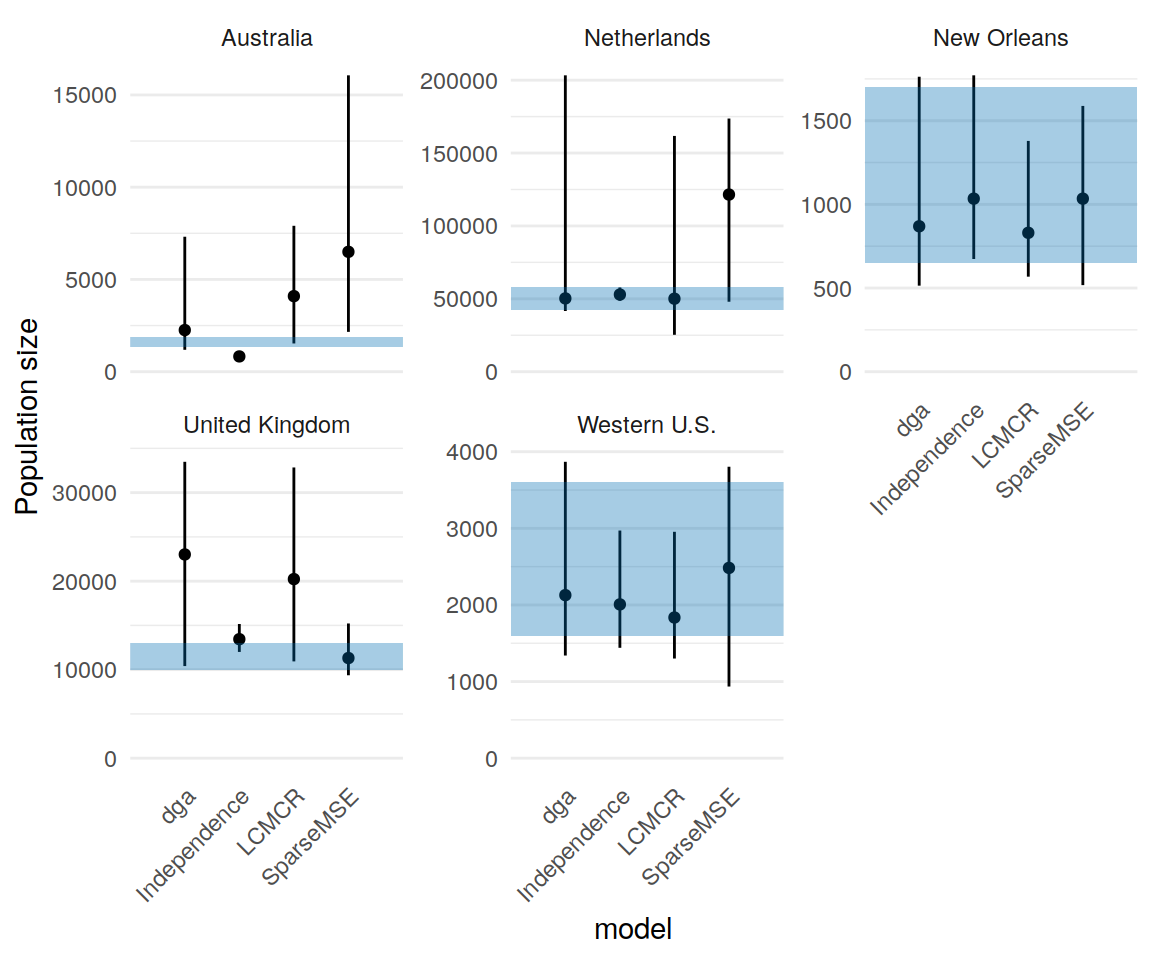 Australia
Netherlands
New Orleans
Population size
15000
10000
5000
0
200000
150000
100000
50000
0
1500
1000
500
0
dga
Independence
LCMCR
SparseMSE
United Kingdom
Western U.S.
30000
20000
10000
0
4000
3000
2000
1000
0
dga
Independence
LCMCR
SparseMSE
dga
Independence
LCMCR
SparseMSE
model